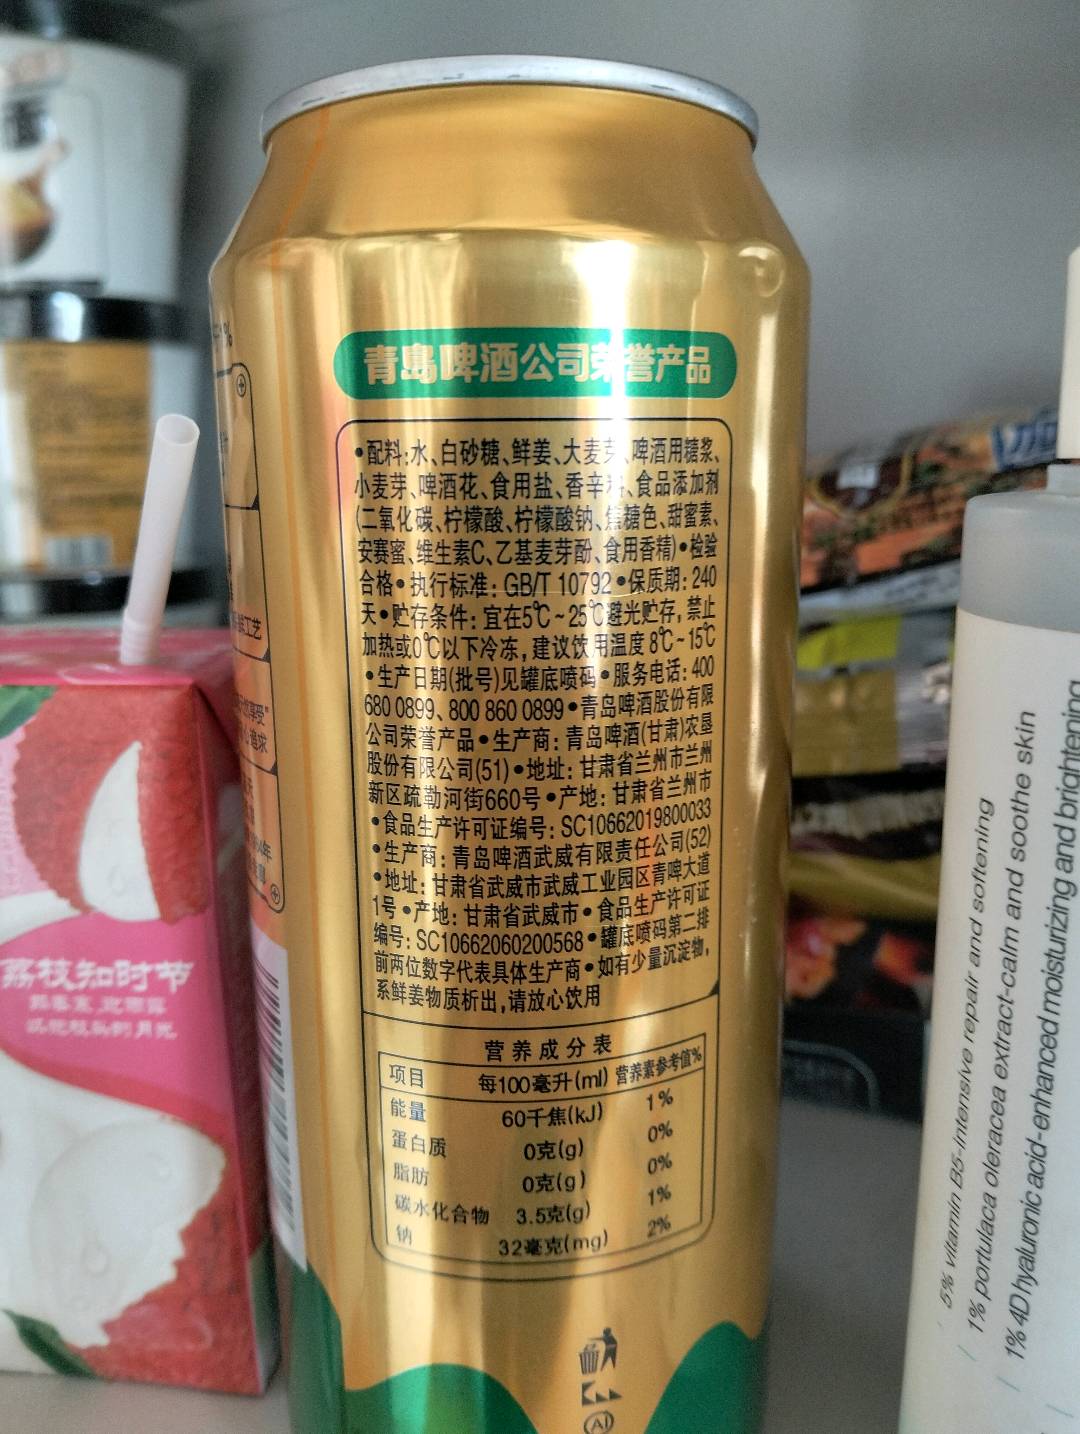 青島啤酒公司荣誉产品
•配料:水、白砂糖、鲜姜、大麦芽、啤酒用糖浆、
小麦芽、啤酒花、食用盐、香辛料、食品添加剂
(二氧化碳、柠檬酸、柠檬酸钠、焦糖色、甜蜜素、
安赛蜜、维生素C、乙基麦芽酚、食用香精)•检验
合格•执行标准: GB/T 10792•保质期: 240
天•贮存条件: 宜在5℃~25℃避光贮存, 禁止
加热或0℃以下冷冻, 建议饮用温度 8℃~15℃
•生产日期(批号)见罐底喷码•服务电话: 400
680 0899、800 860 0899•青岛啤酒股份有限
公司荣誉产品•生产商: 青岛啤酒(甘肃)农垦
股份有限公司(51)•地址: 甘肃省兰州市兰州
新区疏勒河街660号•产地: 甘肃省兰州市
•食品生产许可证编号: SC10662019800033
•生产商: 青岛啤酒武威有限责任公司(52)
•地址: 甘肃省武威市武威工业园区青啤大道
1号•产地: 甘肃省武威市•食品生产许可证
编号: SC10662060200568•罐底喷码第二排
前两位数字代表具体生产商•如有少量沉淀物,
系鲜姜物质析出, 请放心饮用
营养成分表
项目 每100毫升(ml) 营养素参考值%
能量 60千焦(kJ) 1%
蛋白质 0克(g) 0%
脂肪 0克(g) 0%
碳水化合物 3.5克(g) 1%
钠 32毫克(mg) 2%
荔枝知时节
5% vitamin B5-intensive repair and softening
1% portulaca oleracea extract-calm and soothe skin
1% 4D hyaluronic acid-enhanced moisturizing and brightening